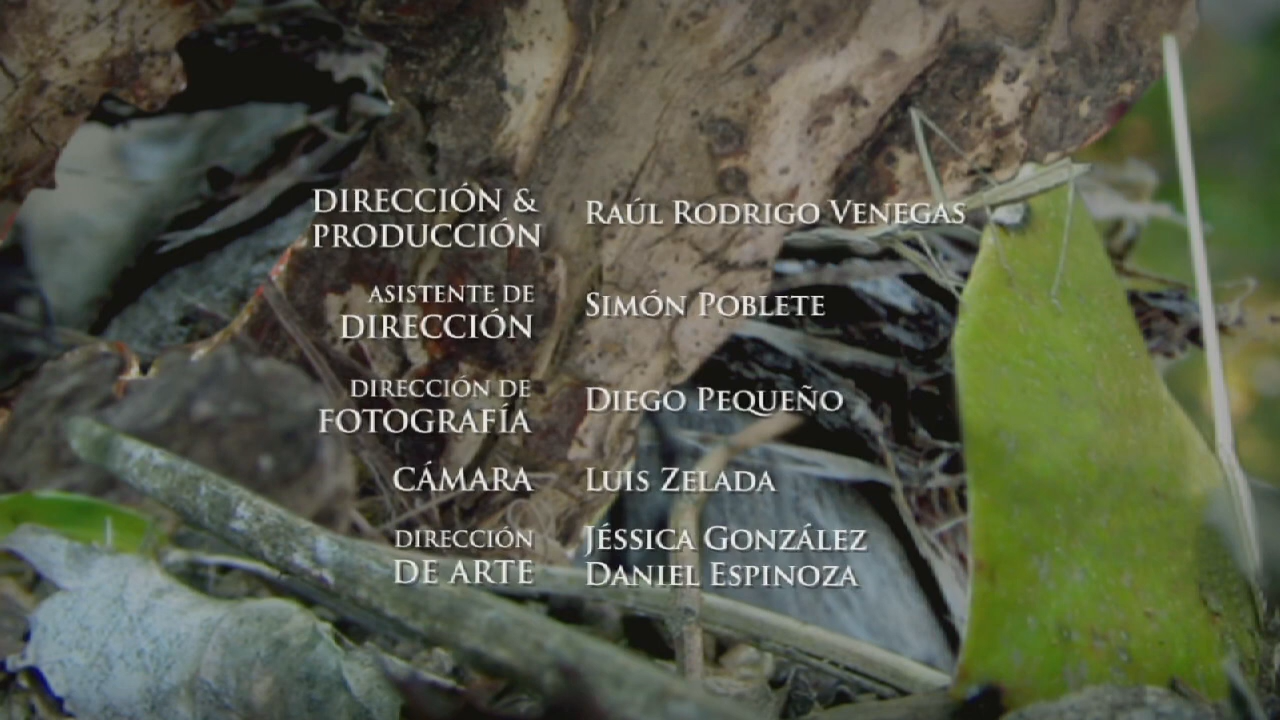 DIRECCIÓN & RAÚL RODRIGO VENEGAS
PRODUCCIÓN
ASISTENTE DE SIMÓN POBLETE
DIRECCIÓN
DIRECCIÓN DE DIEGO PEQUEÑO
FOTOGRAFÍA
CÁMARA LUIS ZELADA
DIRECCIÓN JÉSSICA GONZÁLEZ
DE ARTE DANIEL ESPINOZA